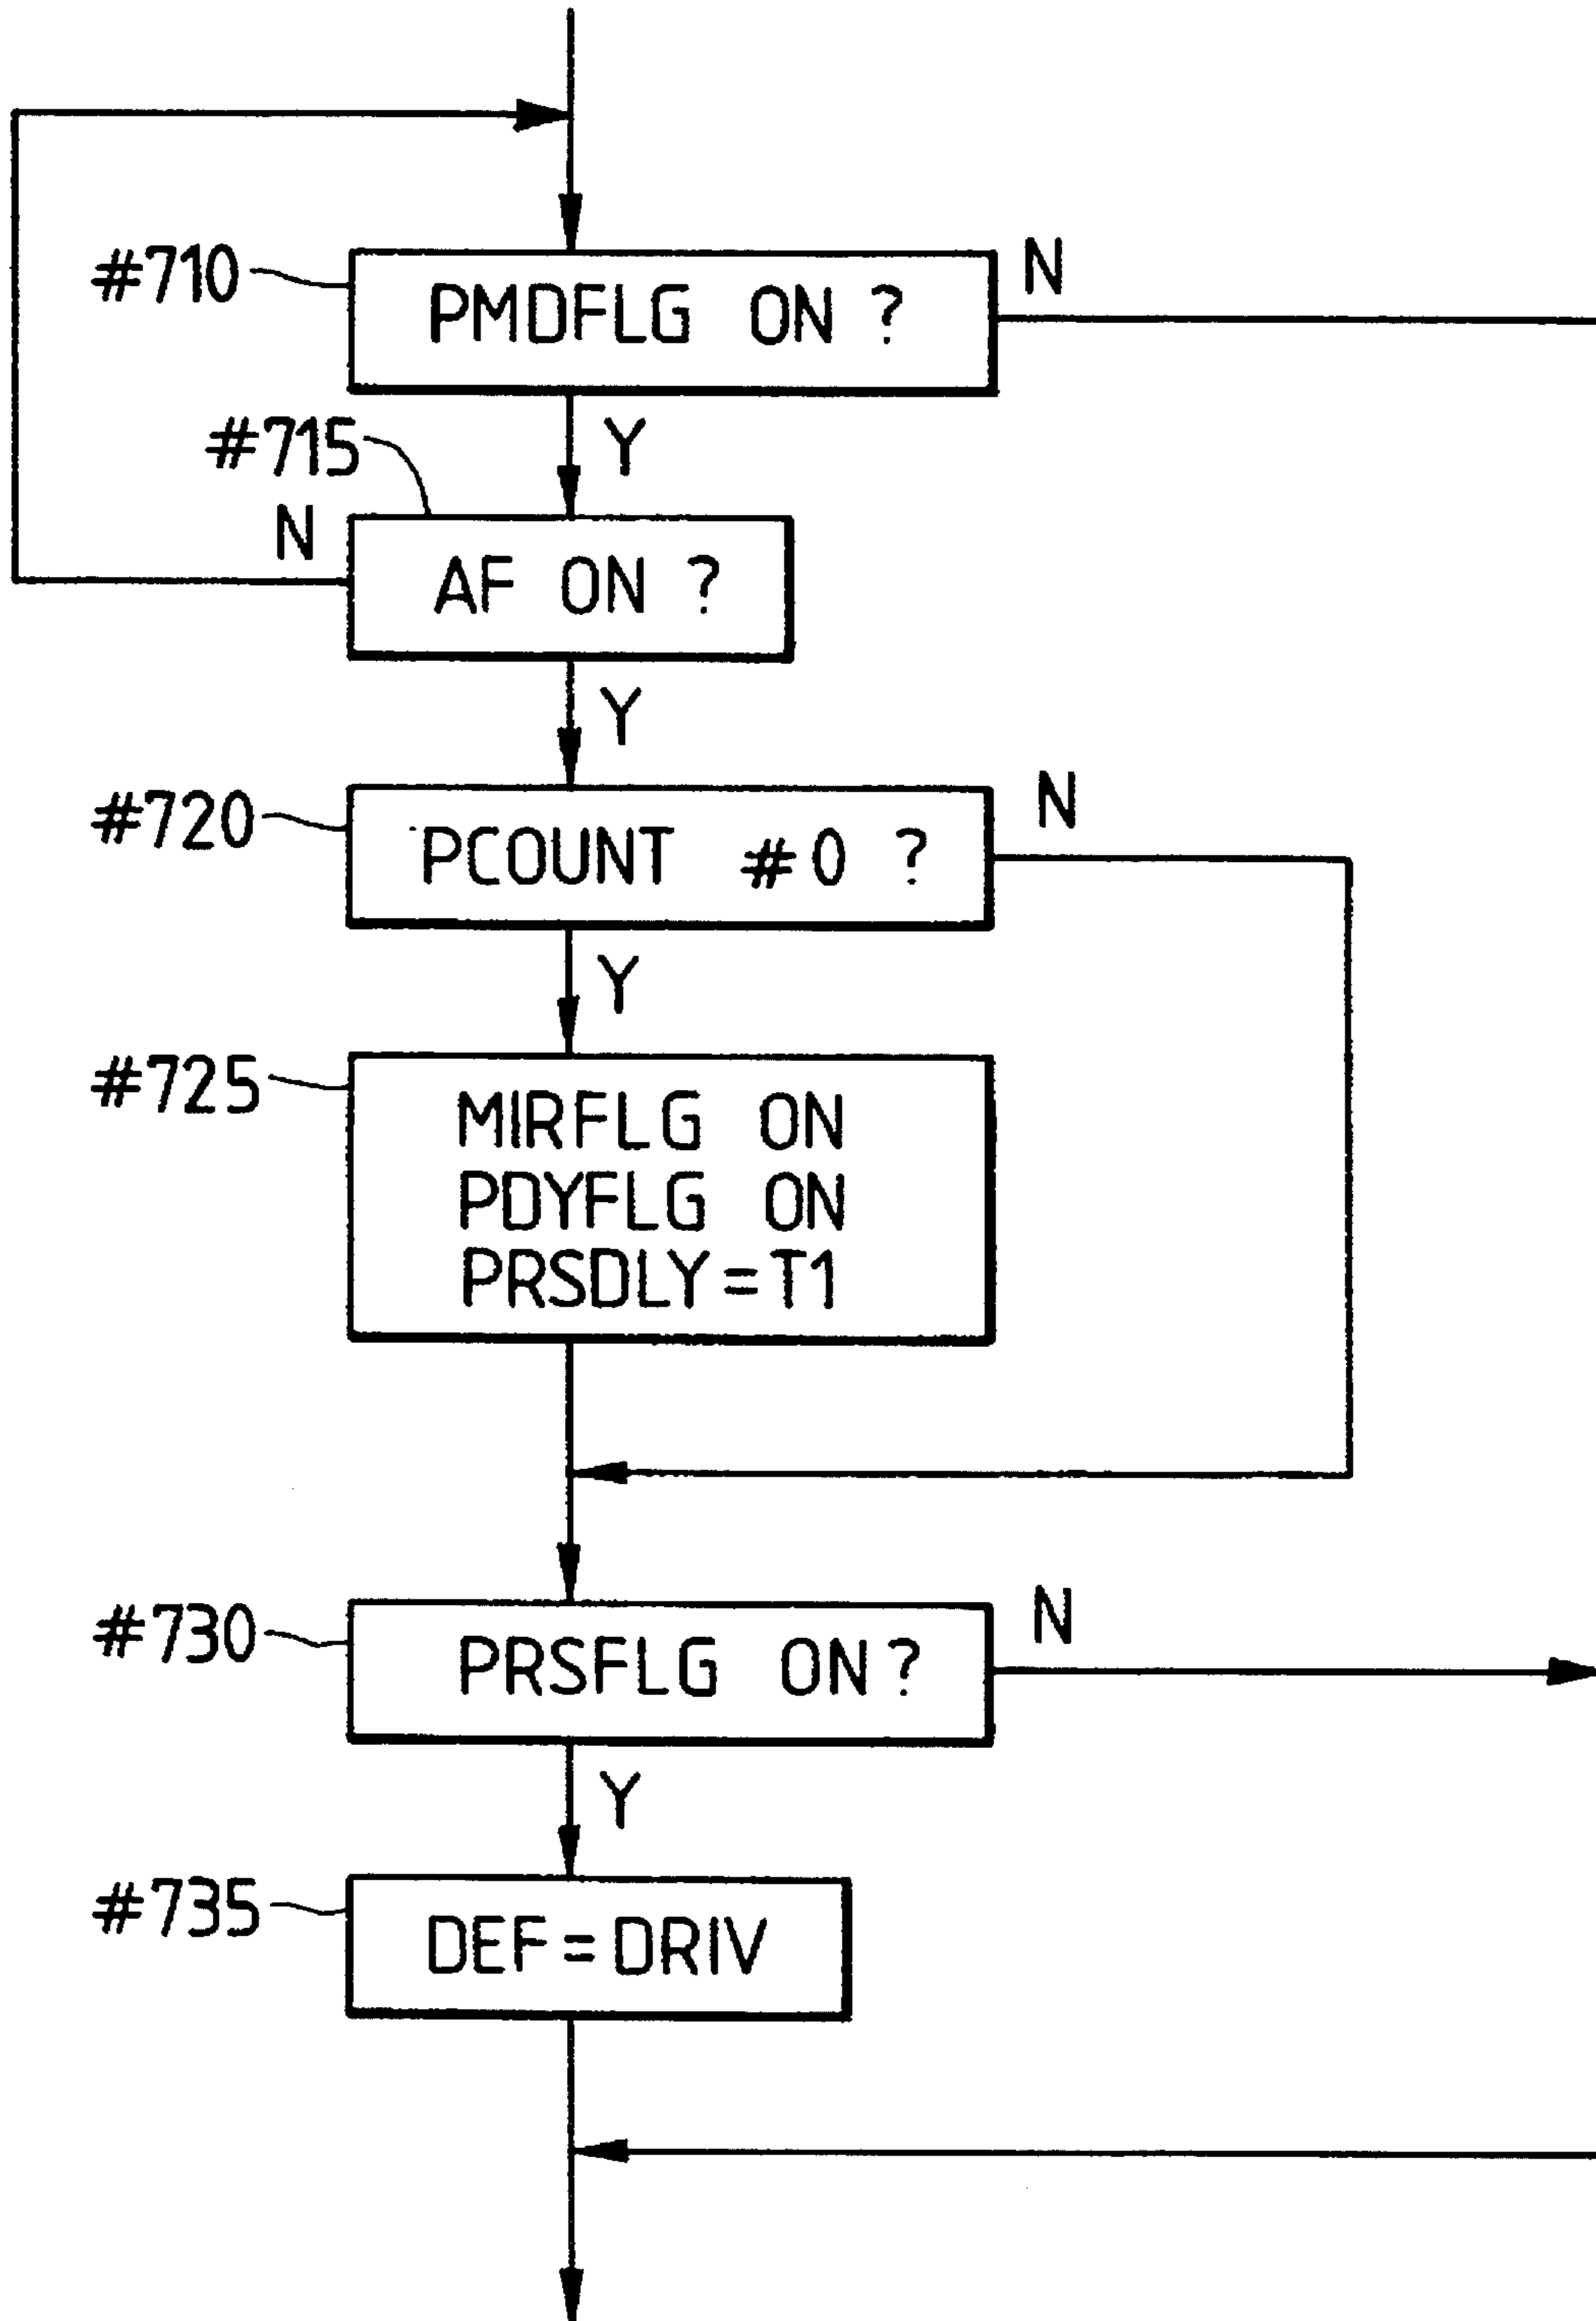 #710
PMDFLG ON ?
N
Y
#715
N
AF ON ?
Y
#720
PCOUNT #0 ?
N
Y
#725
MIRFLG ON
PDYFLG ON
PRSDLY=T1
#730
PRSFLG ON?
N
Y
#735
DEF=DRIV